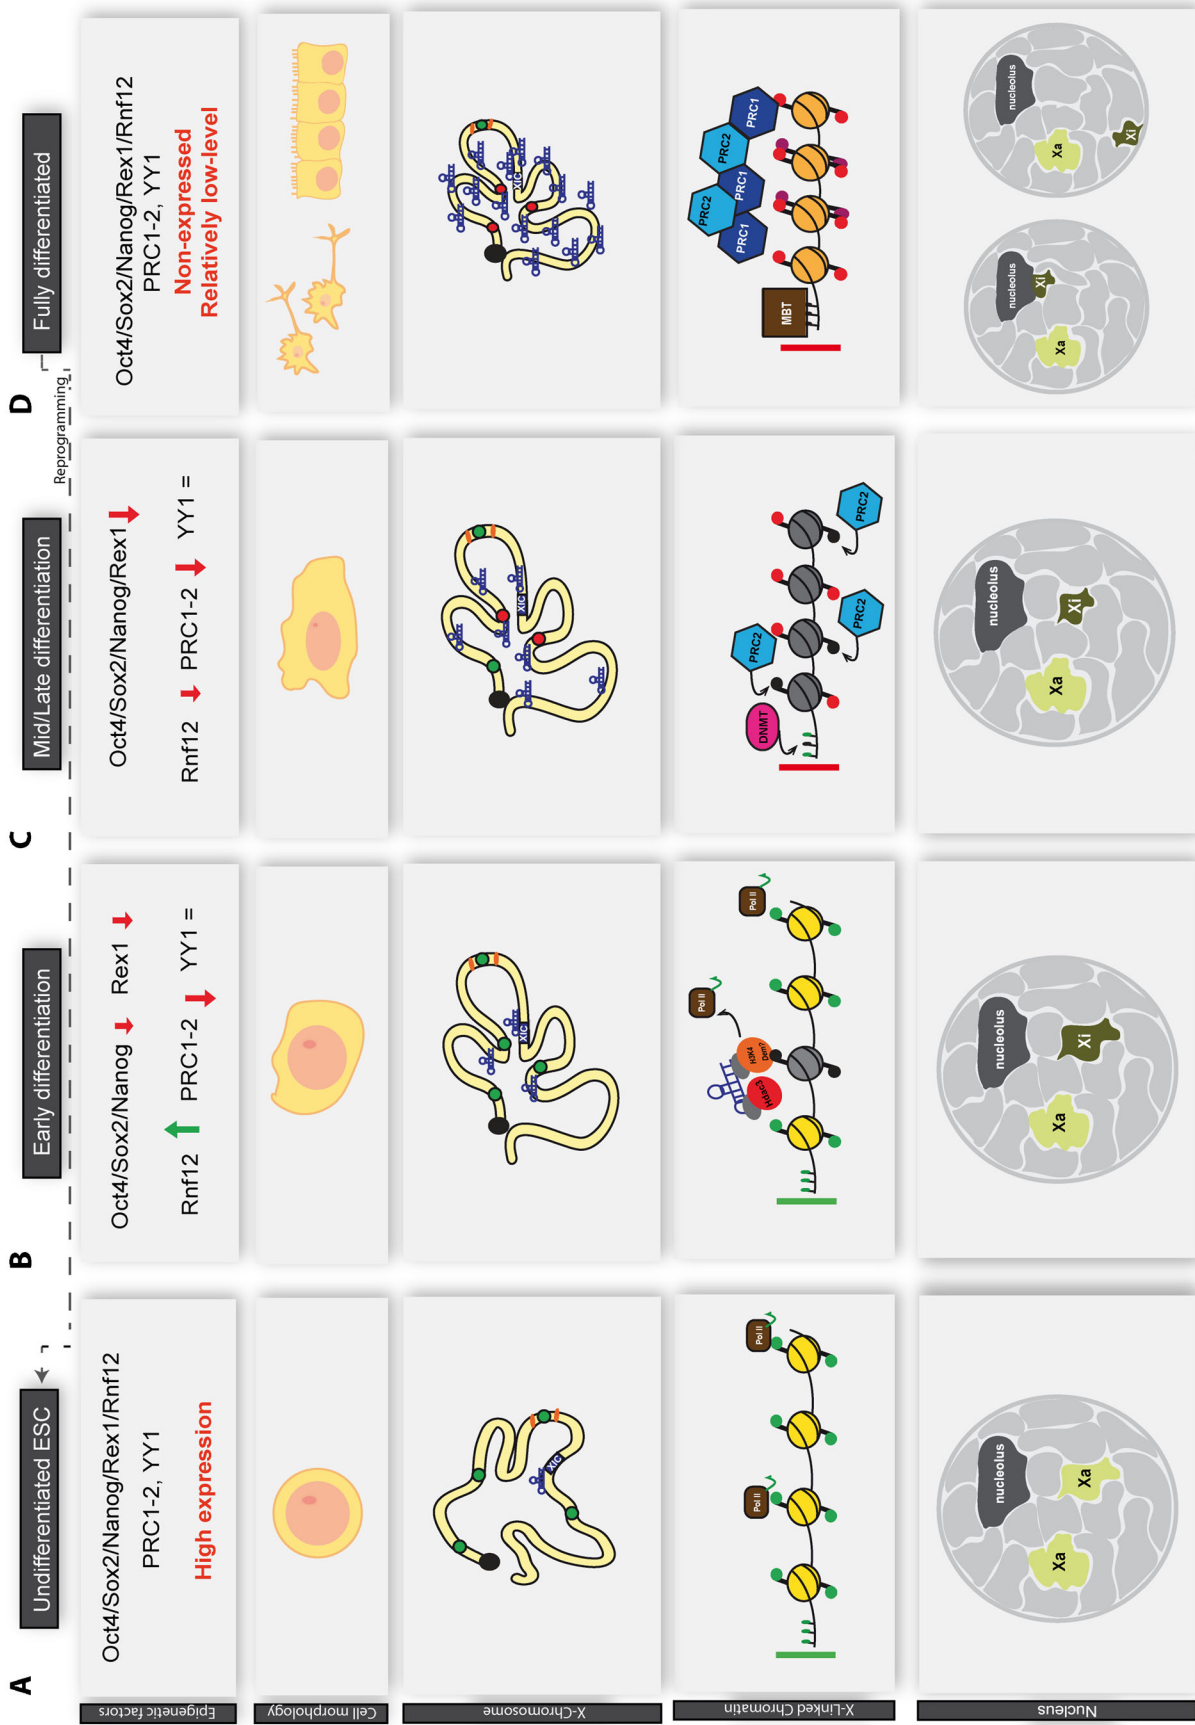 A
Undifferentiated ESC
B
Early differentiation
C
Mid/Late differentiation
D
Fully differentiated
Reprogramming
Epigenetic factors
Oct4/Sox2/Nanog/Rex1/Rnf12
PRC1-2, YY1
High expression
Oct4/Sox2/Nanog Rex1
Rnf12 PRC1-2 YY1 =
Oct4/Sox2/Nanog/Rex1
Rnf12 PRC1-2 YY1 =
Oct4/Sox2/Nanog/Rex1/Rnf12
PRC1-2, YY1
Non-expressed
Relatively low-level
Cell morphology
X-Chromosome
XIC
XIC
XIC
XIC
X-Linked Chromatin
Pol II
Pol II
Hdac3
H3K4
Dem?
Pol II
Pol II
DNMT
PRC2
PRC2
PRC2
MBT
PRC1
PRC2
PRC1
PRC2
PRC1
Nucleus
nucleolus
Xa
Xa
nucleolus
Xa
Xi
nucleolus
Xa
Xi
nucleolus
Xa
Xi
nucleolus
Xa
Xi